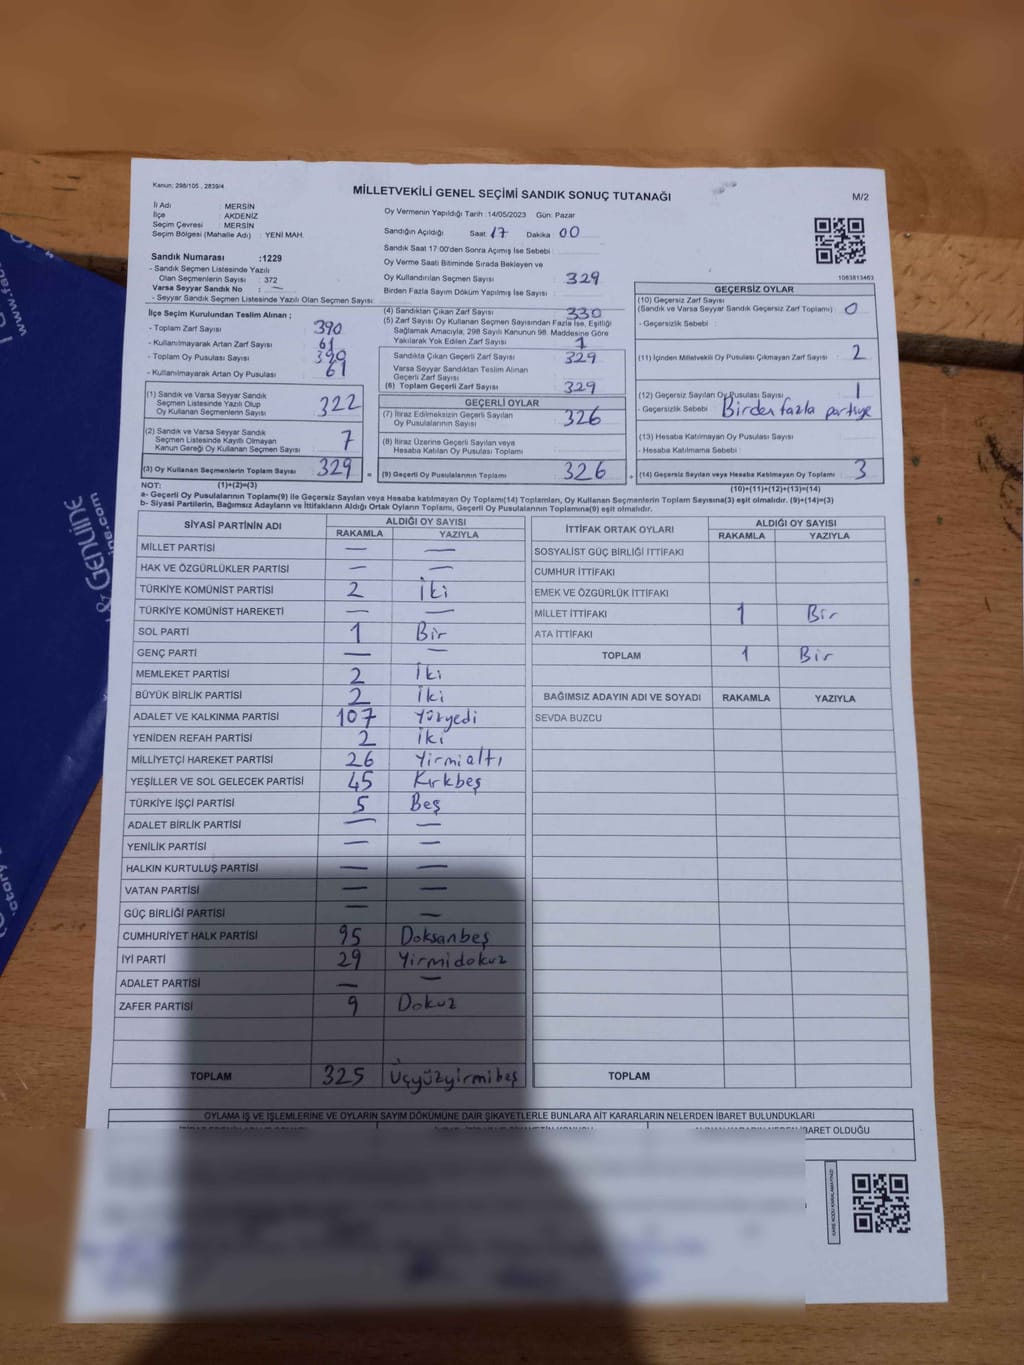 Kanun; 298/105 , 2839/4
MİLLETVEKİLİ GENEL SEÇİMİ SANDIK SONUÇ TUTANAĞI
M/2
İl Adı : MERSİN
İlçe : AKDENİZ
Seçim Çevresi : MERSİN
Seçim Bölgesi (Mahalle Adı) : YENİ MAH.
Oy Vermenin Yapıldığı Tarih :14/05/2023 Gün: Pazar
Sandığın Açıldığı Saat: 17 Dakika 00
Sandık Saat 17:00'den Sonra Açımış İse Sebebi :
Oy Verme Saati Bitiminde Sırada Bekleyen ve
Oy Kullandırılan Seçmen Sayısı : 329
Birden Fazla Sayım Döküm Yapılmış İse Sayısı :
Sandık Numarası :1229
- Sandık Seçmen Listesinde Yazılı
Olan Seçmenlerin Sayısı : 372
Varsa Seyyar Sandık No : —
- Seyyar Sandık Seçmen Listesinde Yazılı Olan Seçmen Sayısı:
1063813463
İlçe Seçim Kurulundan Teslim Alınan ;
- Toplam Zarf Sayısı : 390
- Kullanılmayarak Artan Zarf Sayısı : 61
- Toplam Oy Pusulası Sayısı : 390
- Kullanılmayarak Artan Oy Pusulası : 61
(1) Sandık ve Varsa Seyyar Sandık
Seçmen Listesinde Yazılı Olup
Oy Kullanan Seçmenlerin Sayısı : 322
(2) Sandık ve Varsa Seyyar Sandık
Seçmen Listesinde Kayıtlı Olmayan
Kanun Gereği Oy Kullanan Seçmen Sayısı : 7
(3) Oy Kullanan Seçmenlerin Toplam Sayısı : 329 =
(4) Sandıktan Çıkan Zarf Sayısı : 330
(5) Zarf Sayısı Oy Kullanan Seçmen Sayısından Fazla İse, Eşitliği
Sağlamak Amacıyla; 298 Sayılı Kanunun 98. Maddesine Göre
Yakılarak Yok Edilen Zarf Sayısı : 1
Sandıkta Çıkan Geçerli Zarf Sayısı : 329
Varsa Seyyar Sandıktan Teslim Alınan
Geçerli Zarf Sayısı :
(6) Toplam Geçerli Zarf Sayısı : 329
GEÇERLİ OYLAR
(7) İtiraz Edilmeksizin Geçerli Sayılan
Oy Pusulalarının Sayısı : 326
(8) İtiraz Üzerine Geçerli Sayılan veya
Hesaba Katılan Oy Pusulaları Toplamı :
(9) Geçerli Oy Pusulalarının Toplamı : 326 +
GEÇERSİZ OYLAR
(10) Geçersiz Zarf Sayısı
(Sandık ve Varsa Seyyar Sandık Geçersiz Zarf Toplamı) : 0
- Geçersizlik Sebebi :
(11) İçinden Milletvekili Oy Pusulası Çıkmayan Zarf Sayısı : 2
(12) Geçersiz Sayılan Oy Pusulası Sayısı : 1
- Geçersizlik Sebebi : Birden fazla partiye
(13) Hesaba Katılmayan Oy Pusulası Sayısı :
- Hesaba Katılmama Sebebi :
(14) Geçersiz Sayılan veya Hesaba Katılmayan Oy Toplamı : 3
NOT: (1)+(2)=(3) (10)+(11)+(12)+(13)=(14)
a- Geçerli Oy Pusulalarının Toplamı(9) ile Geçersiz Sayılan veya Hesaba katılmayan Oy Toplamı(14) Toplamları, Oy Kullanan Seçmenlerin Toplam Sayısına(3) eşit olmalıdır. (9)+(14)=(3)
b- Siyasi Partilerin, Bağımsız Adayların ve İttifakların Aldığı Ortak Oyların Toplamı, Geçerli Oy Pusulalarının Toplamına(9) eşit olmalıdır.
SİYASİ PARTİNİN ADI ALDIĞI OY SAYISI
RAKAMLA YAZIYLA
MİLLET PARTİSİ — —
HAK VE ÖZGÜRLÜKLER PARTİSİ — —
TÜRKİYE KOMÜNİST PARTİSİ 2 İki
TÜRKİYE KOMÜNİST HAREKETİ — —
SOL PARTİ 1 Bir
GENÇ PARTİ — —
MEMLEKET PARTİSİ 2 İki
BÜYÜK BİRLİK PARTİSİ 2 İki
ADALET VE KALKINMA PARTİSİ 107 Yüzyedi
YENİDEN REFAH PARTİSİ 2 İki
MİLLİYETÇİ HAREKET PARTİSİ 26 Yirmialtı
YEŞİLLER VE SOL GELECEK PARTİSİ 45 Kırkbeş
TÜRKİYE İŞÇİ PARTİSİ 5 Beş
ADALET BİRLİK PARTİSİ — —
YENİLİK PARTİSİ — —
HALKIN KURTULUŞ PARTİSİ — —
VATAN PARTİSİ — —
GÜÇ BİRLİĞİ PARTİSİ — —
CUMHURİYET HALK PARTİSİ 95 Doksanbeş
İYİ PARTİ 29 Yirmidokuz
ADALET PARTİSİ — —
ZAFER PARTİSİ 9 Dokuz
TOPLAM 325 Üçyüzyirmibeş
İTTİFAK ORTAK OYLARI ALDIĞI OY SAYISI
RAKAMLA YAZIYLA
SOSYALİST GÜÇ BİRLİĞİ İTTİFAKI
CUMHUR İTTİFAKI
EMEK VE ÖZGÜRLÜK İTTİFAKI
MİLLET İTTİFAKI 1 Bir
ATA İTTİFAKI
TOPLAM 1 Bir
BAĞIMSIZ ADAYIN ADI VE SOYADI RAKAMLA YAZIYLA
SEVDA BUZCU
TOPLAM
OYLAMA İŞ VE İŞLEMLERİNE VE OYLARIN SAYIM DÖKÜMÜNE DAİR ŞİKAYETLERLE BUNLARA AİT KARARLARIN NELERDEN İBARET BULUNDUKLARI
İBARET OLDUĞU
& GENUINE